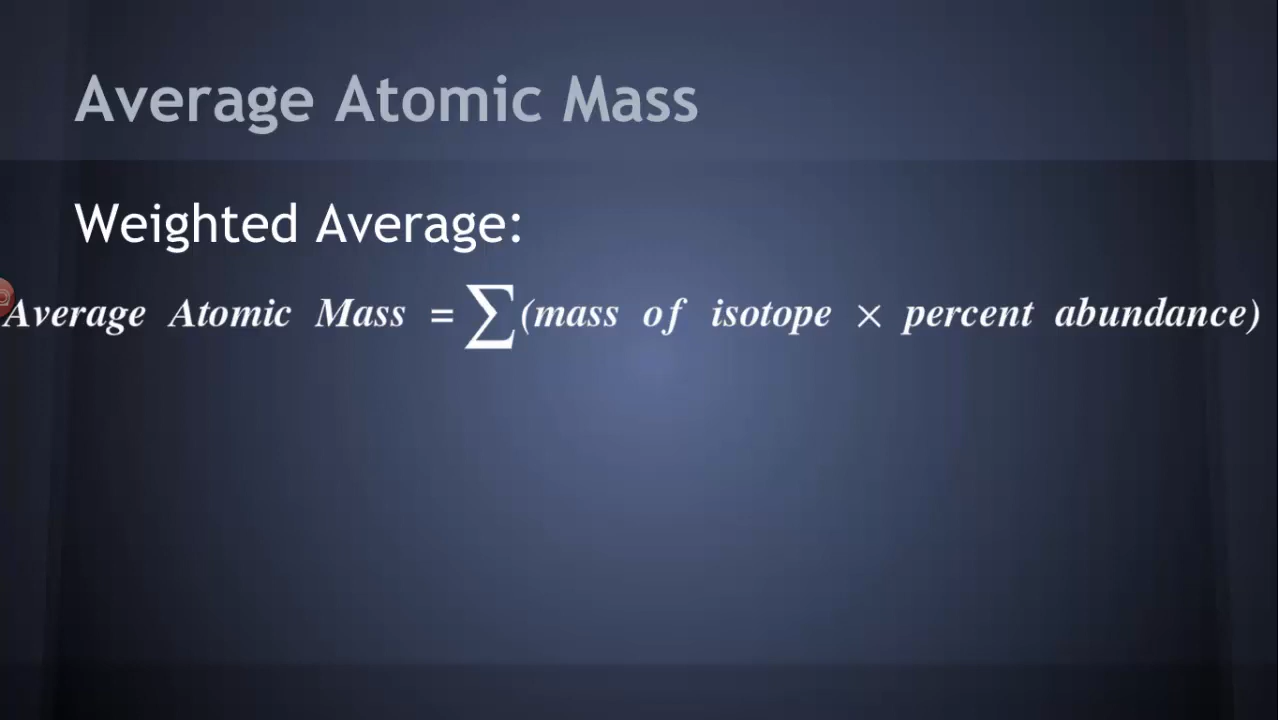 Average Atomic Mass
Weighted Average:
Average Atomic Mass = ∑(mass of isotope × percent abundance)